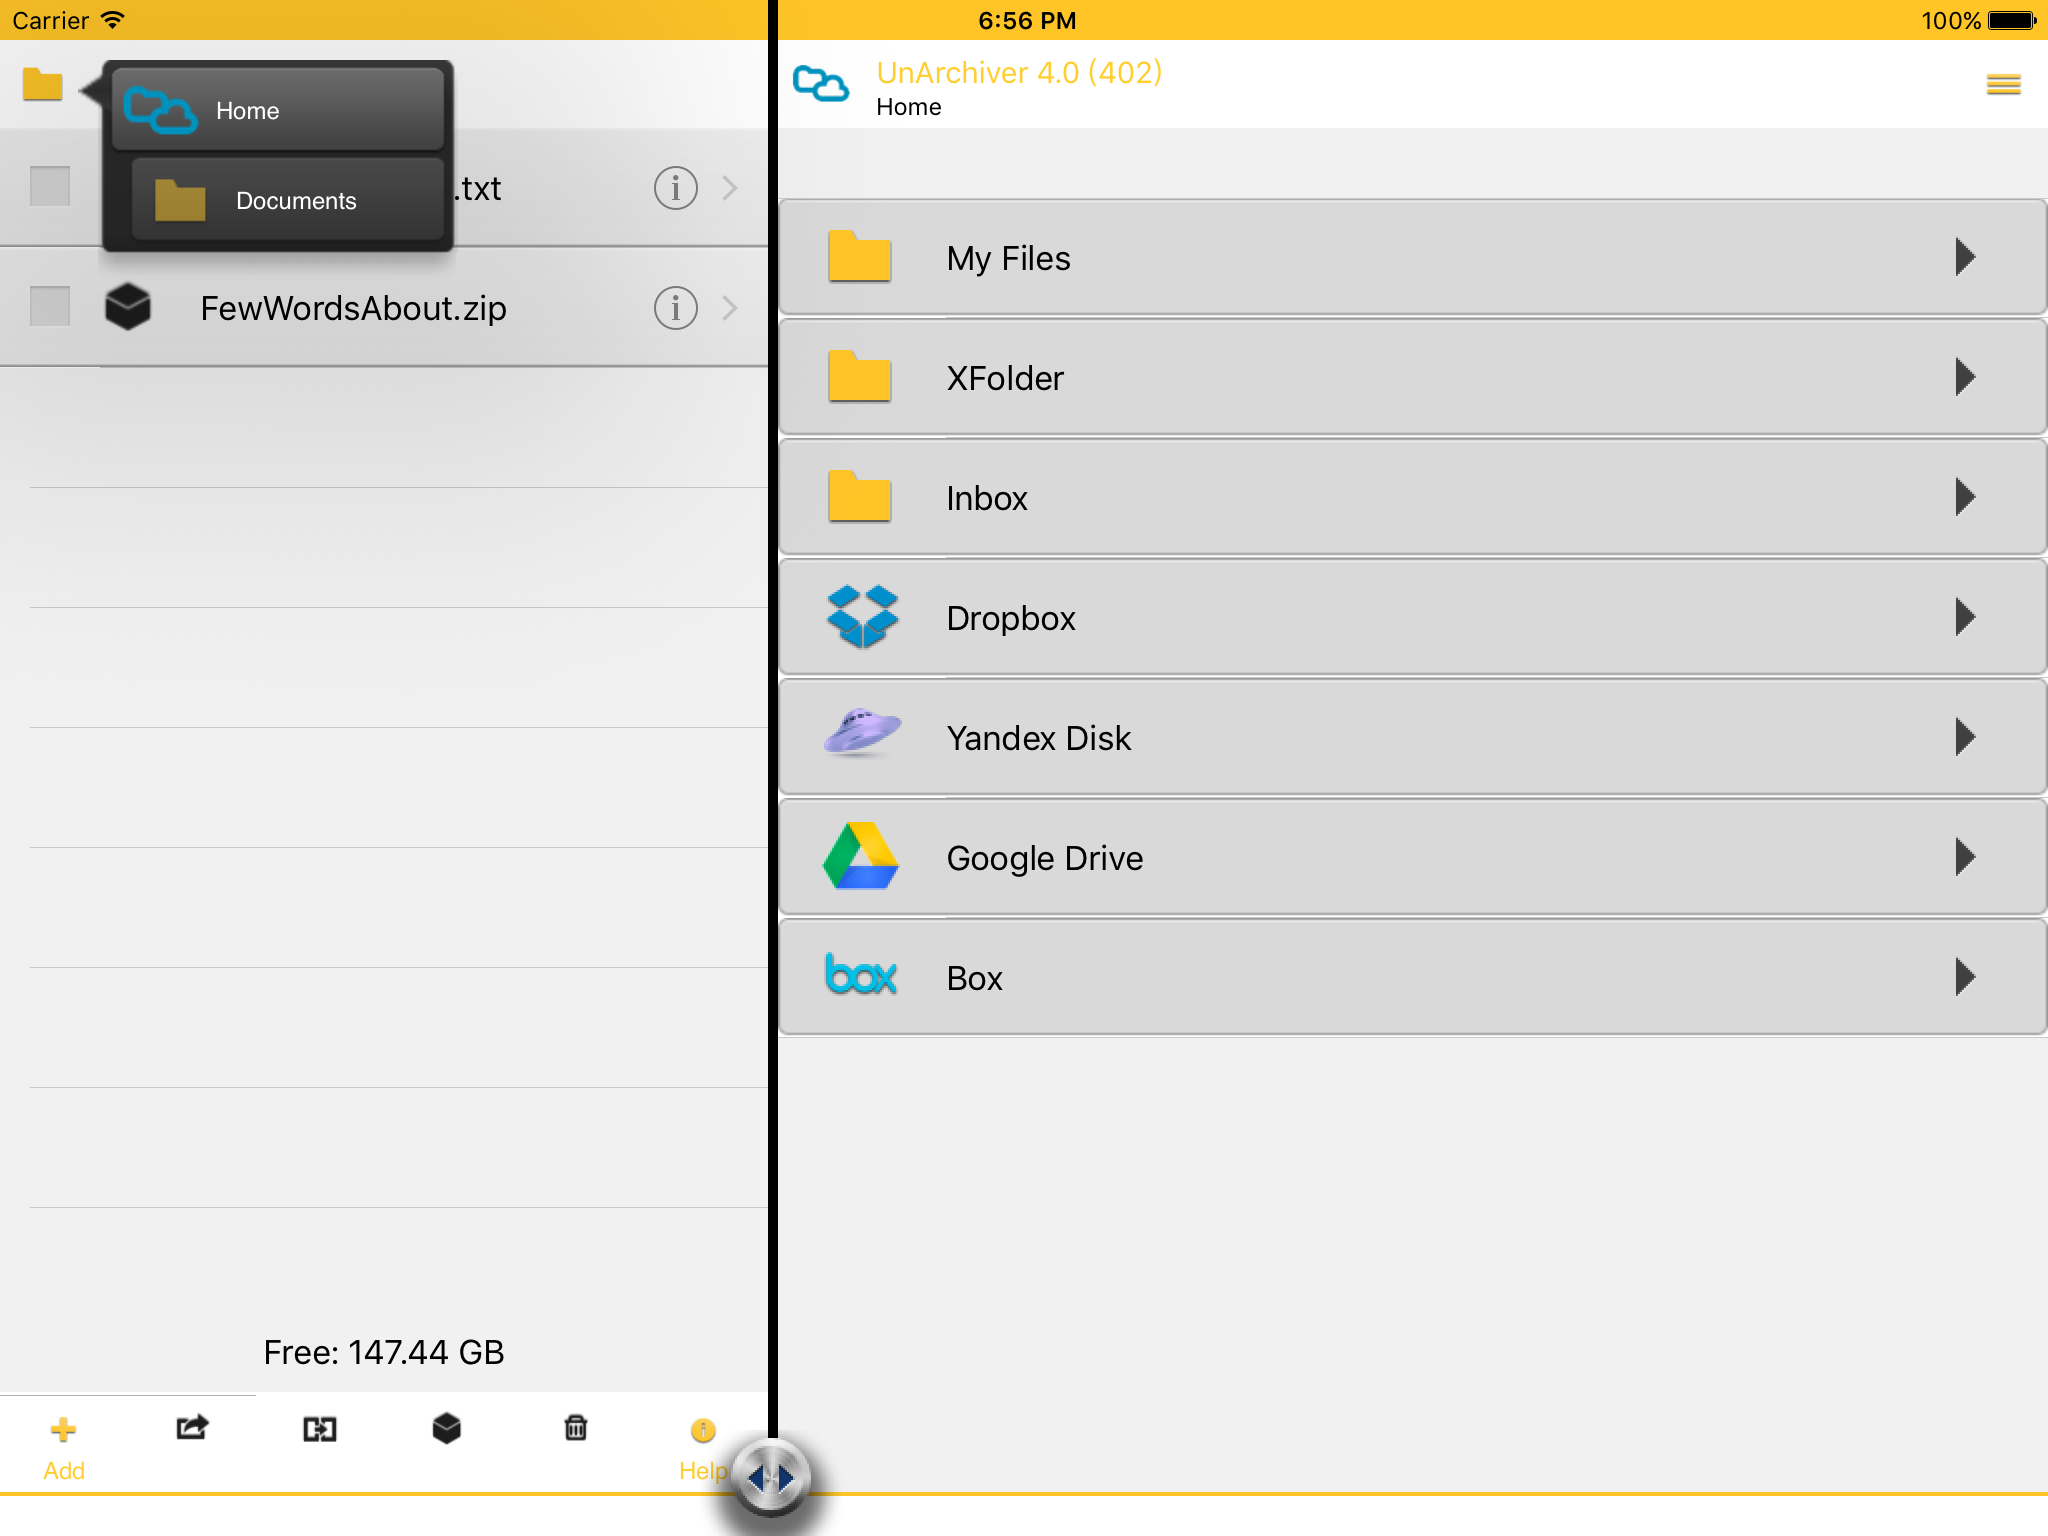 Carrier
6:56 PM
100%
Home
Documents
.txt
FewWordsAbout.zip
Free: 147.44 GB
Add
Help
UnArchiver 4.0 (402)
Home
My Files
XFolder
Inbox
Dropbox
Yandex Disk
Google Drive
box
Box